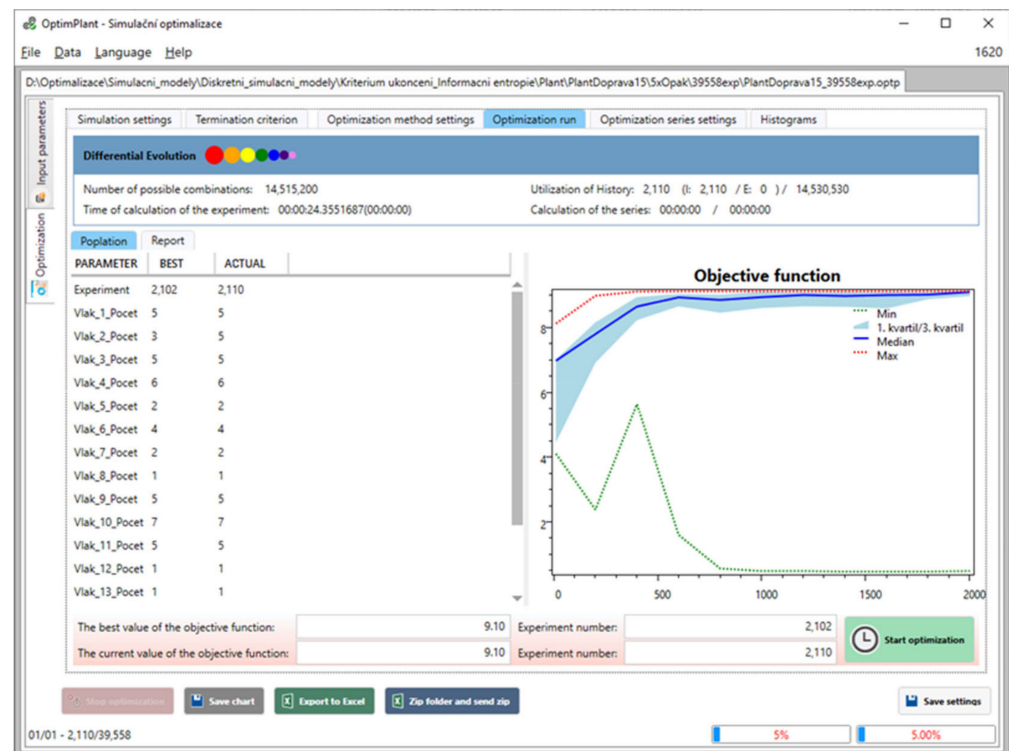 OptimPlant - Simulační optimalizace
File Data Language Help 1620
D:\Optimalizace\Simulacni_modely\Diskretni_simulacni_modely\Kriterium ukonceni_Informacni entropie\Plant\PlantDoprava15\5xOpak\39558exp\PlantDoprava15_39558exp.optp
Input parameters
Optimization
Simulation settings Termination criterion Optimization method settings Optimization run Optimization series settings Histograms
Differential Evolution
Number of possible combinations: 14,515,200 Utilization of History: 2,110 (I: 2,110 / E: 0 ) / 14,530,530
Time of calculation of the experiment: 00:00:24.3551687(00:00:00) Calculation of the series: 00:00:00 / 00:00:00
Poplation Report
PARAMETER BEST ACTUAL
Experiment 2,102 2,110
Vlak_1_Pocet 5 5
Vlak_2_Pocet 3 5
Vlak_3_Pocet 5 5
Vlak_4_Pocet 6 6
Vlak_5_Pocet 2 2
Vlak_6_Pocet 4 4
Vlak_7_Pocet 2 2
Vlak_8_Pocet 1 1
Vlak_9_Pocet 5 5
Vlak_10_Pocet 7 7
Vlak_11_Pocet 5 5
Vlak_12_Pocet 1 1
Vlak_13_Pocet 1 1
Objective function
8
6
4
2
0 500 1000 1500 2000
Min
1. kvartil/3. kvartil
Median
Max
The best value of the objective function: 9.10 Experiment number: 2,102
The current value of the objective function: 9.10 Experiment number: 2,110
Start optimization
Stop optimization Save chart Export to Excel Zip folder and send zip Save settings
01/01 - 2,110/39,558 5% 5.00%